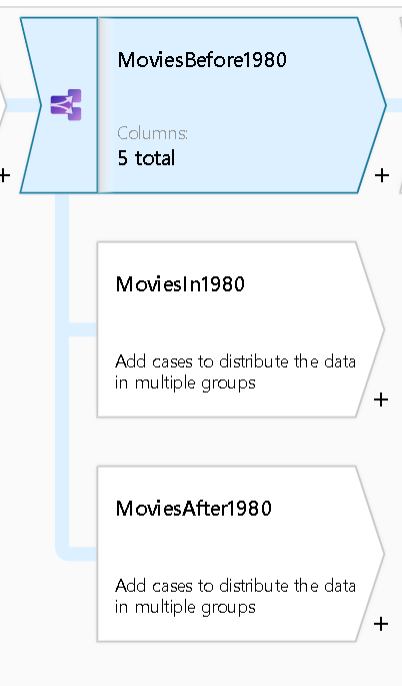 MoviesBefore1980
Columns:
5 total
+
+
MoviesIn1980
Add cases to distribute the data
in multiple groups
+
MoviesAfter1980
Add cases to distribute the data
in multiple groups
+